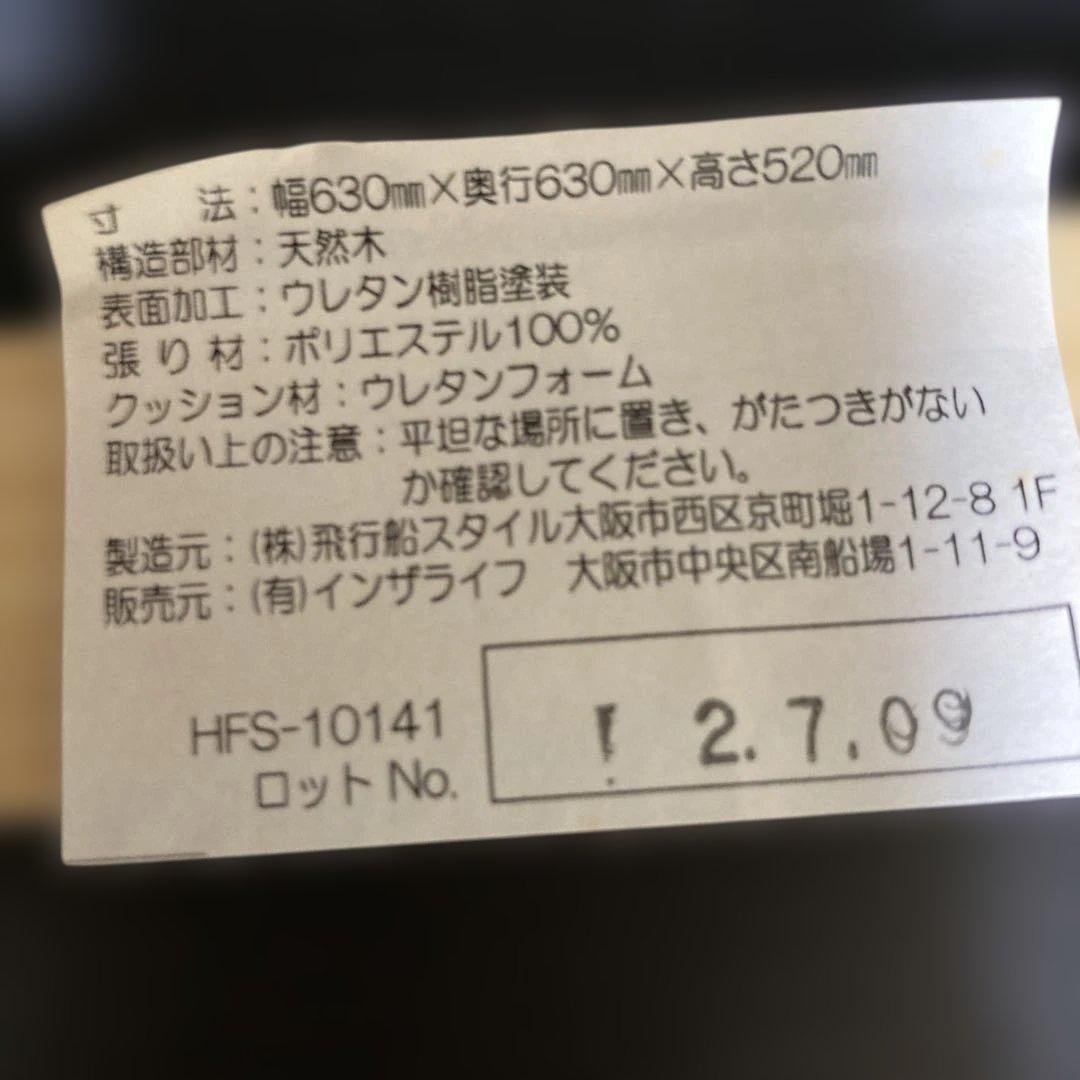 寸　法：幅630㎜×奥行630㎜×高さ520㎜
構造部材：天然木
表面加工：ウレタン樹脂塗装
張り材：ポリエステル100%
クッション材：ウレタンフォーム
取扱い上の注意：平坦な場所に置き、がたつきがない
か確認してください。
製造元：(株)飛行船スタイル大阪市西区京町堀1-12-8 1F
販売元：(有)インザライフ　大阪市中央区南船場1-11-9
HFS-10141
ロットNo.
2.7.09